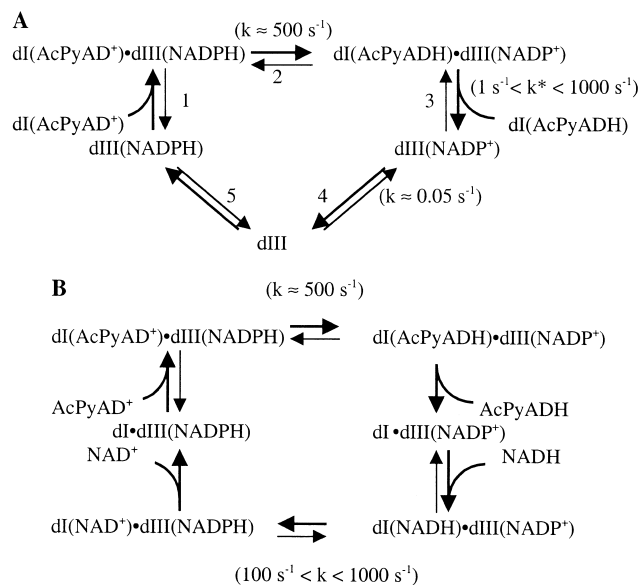 A
(k ≈ 500 s⁻¹)
dI(AcPyAD⁺)•dIII(NADPH) dI(AcPyADH)•dIII(NADP⁺)
2
1 3 (1 s⁻¹< k* < 1000 s⁻¹)
dI(AcPyAD⁺) dI(AcPyADH)
dIII(NADPH) dIII(NADP⁺)
5 4 (k ≈ 0.05 s⁻¹)
dIII
B
(k ≈ 500 s⁻¹)
dI(AcPyAD⁺)•dIII(NADPH) dI(AcPyADH)•dIII(NADP⁺)
AcPyAD⁺ AcPyADH
dI•dIII(NADPH) dI •dIII(NADP⁺)
NAD⁺ NADH
dI(NAD⁺)•dIII(NADPH) dI(NADH)•dIII(NADP⁺)
(100 s⁻¹ < k < 1000 s⁻¹)